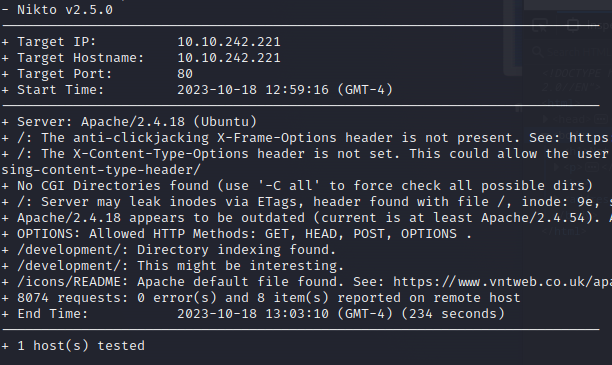 - Nikto v2.5.0
+ Target IP:          10.10.242.221
+ Target Hostname:    10.10.242.221
+ Target Port:        80
+ Start Time:         2023-10-18 12:59:16 (GMT-4)
+ Server: Apache/2.4.18 (Ubuntu)
+ /: The anti-clickjacking X-Frame-Options header is not present. See: https
+ /: The X-Content-Type-Options header is not set. This could allow the user
sing-content-type-header/
+ No CGI Directories found (use '-C all' to force check all possible dirs)
+ /: Server may leak inodes via ETags, header found with file /, inode: 9e, s
+ Apache/2.4.18 appears to be outdated (current is at least Apache/2.4.54). A
+ OPTIONS: Allowed HTTP Methods: GET, HEAD, POST, OPTIONS .
+ /development/: Directory indexing found.
+ /development/: This might be interesting.
+ /icons/README: Apache default file found. See: https://www.vntweb.co.uk/apa
+ 8074 requests: 0 error(s) and 8 item(s) reported on remote host
+ End Time:           2023-10-18 13:03:10 (GMT-4) (234 seconds)
+ 1 host(s) tested